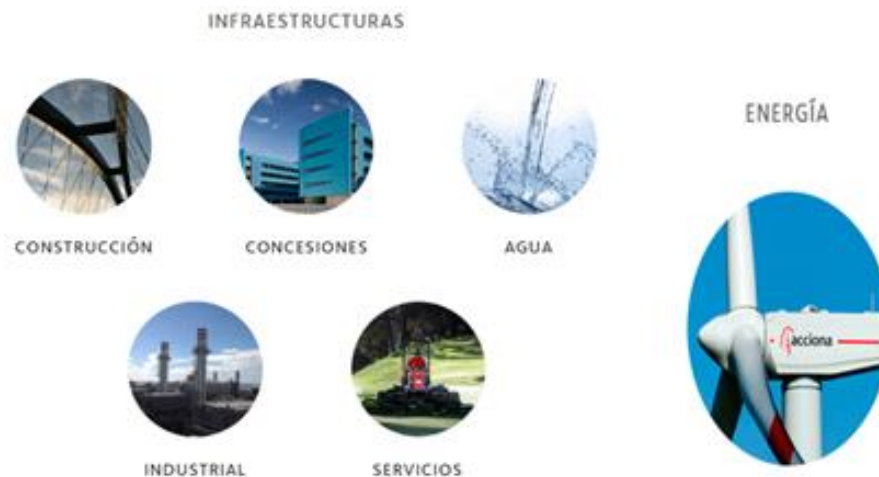 INFRAESTRUCTURAS
CONSTRUCCIÓN
CONCESIONES
AGUA
INDUSTRIAL
SERVICIOS
ENERGÍA
acciona